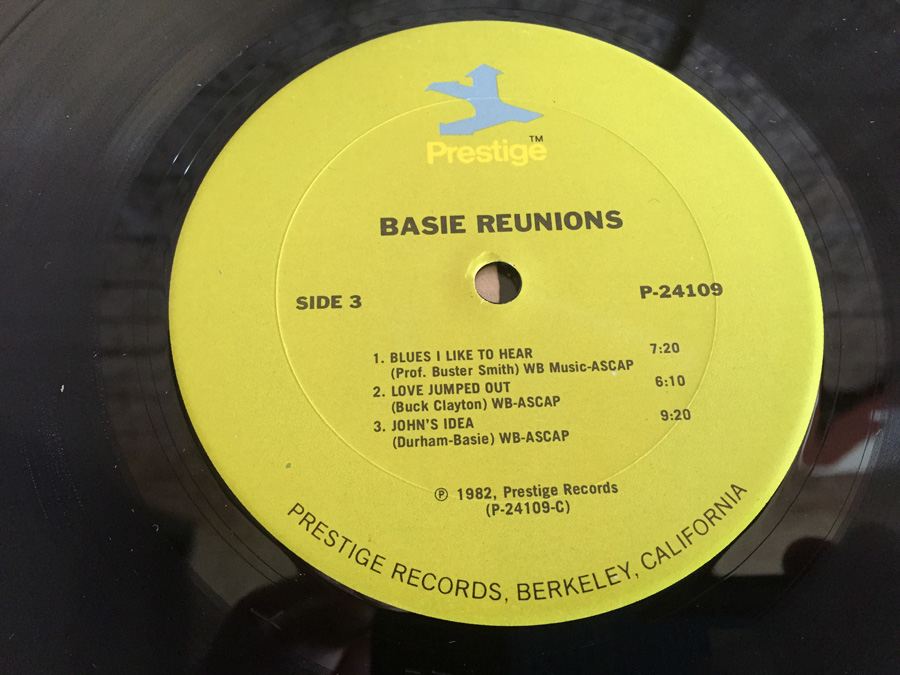 Prestige™
BASIE REUNIONS
SIDE 3
P-24109
1. BLUES I LIKE TO HEAR 7:20
(Prof. Buster Smith) WB Music-ASCAP
2. LOVE JUMPED OUT 6:10
(Buck Clayton) WB-ASCAP
3. JOHN'S IDEA 9:20
(Durham-Basie) WB-ASCAP
℗ 1982, Prestige Records
(P-24109-C)
PRESTIGE RECORDS, BERKELEY, CALIFORNIA